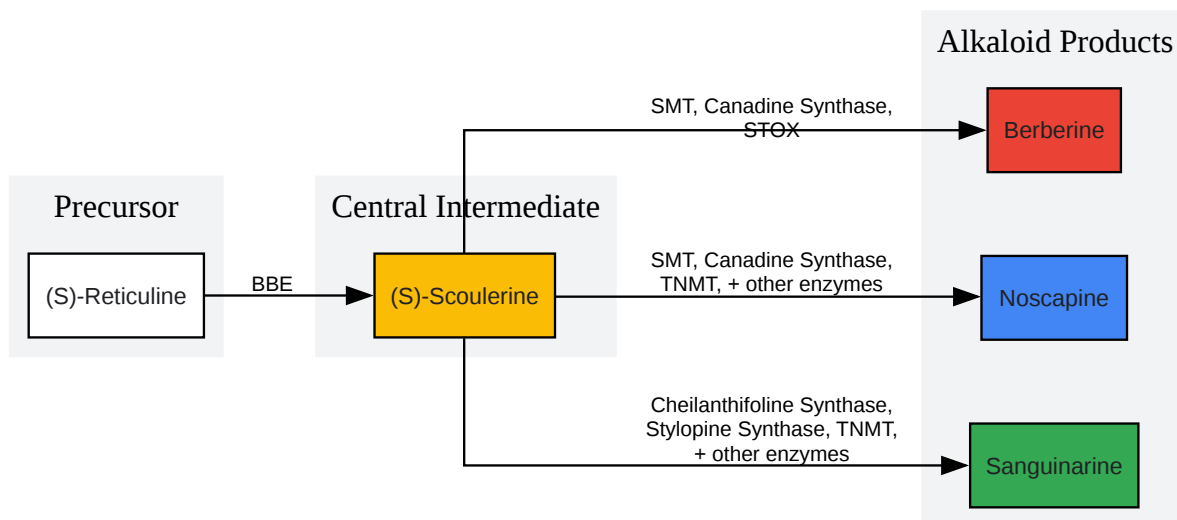 Precursor
(S)-Reticuline
BBE
Central Intermediate
(S)-Scoulerine
SMT, Canadine Synthase,
STOX
SMT, Canadine Synthase,
TNMT, + other enzymes
Cheilanthifoline Synthase,
Stylopine Synthase, TNMT,
+ other enzymes
Alkaloid Products
Berberine
Noscapine
Sanguinarine